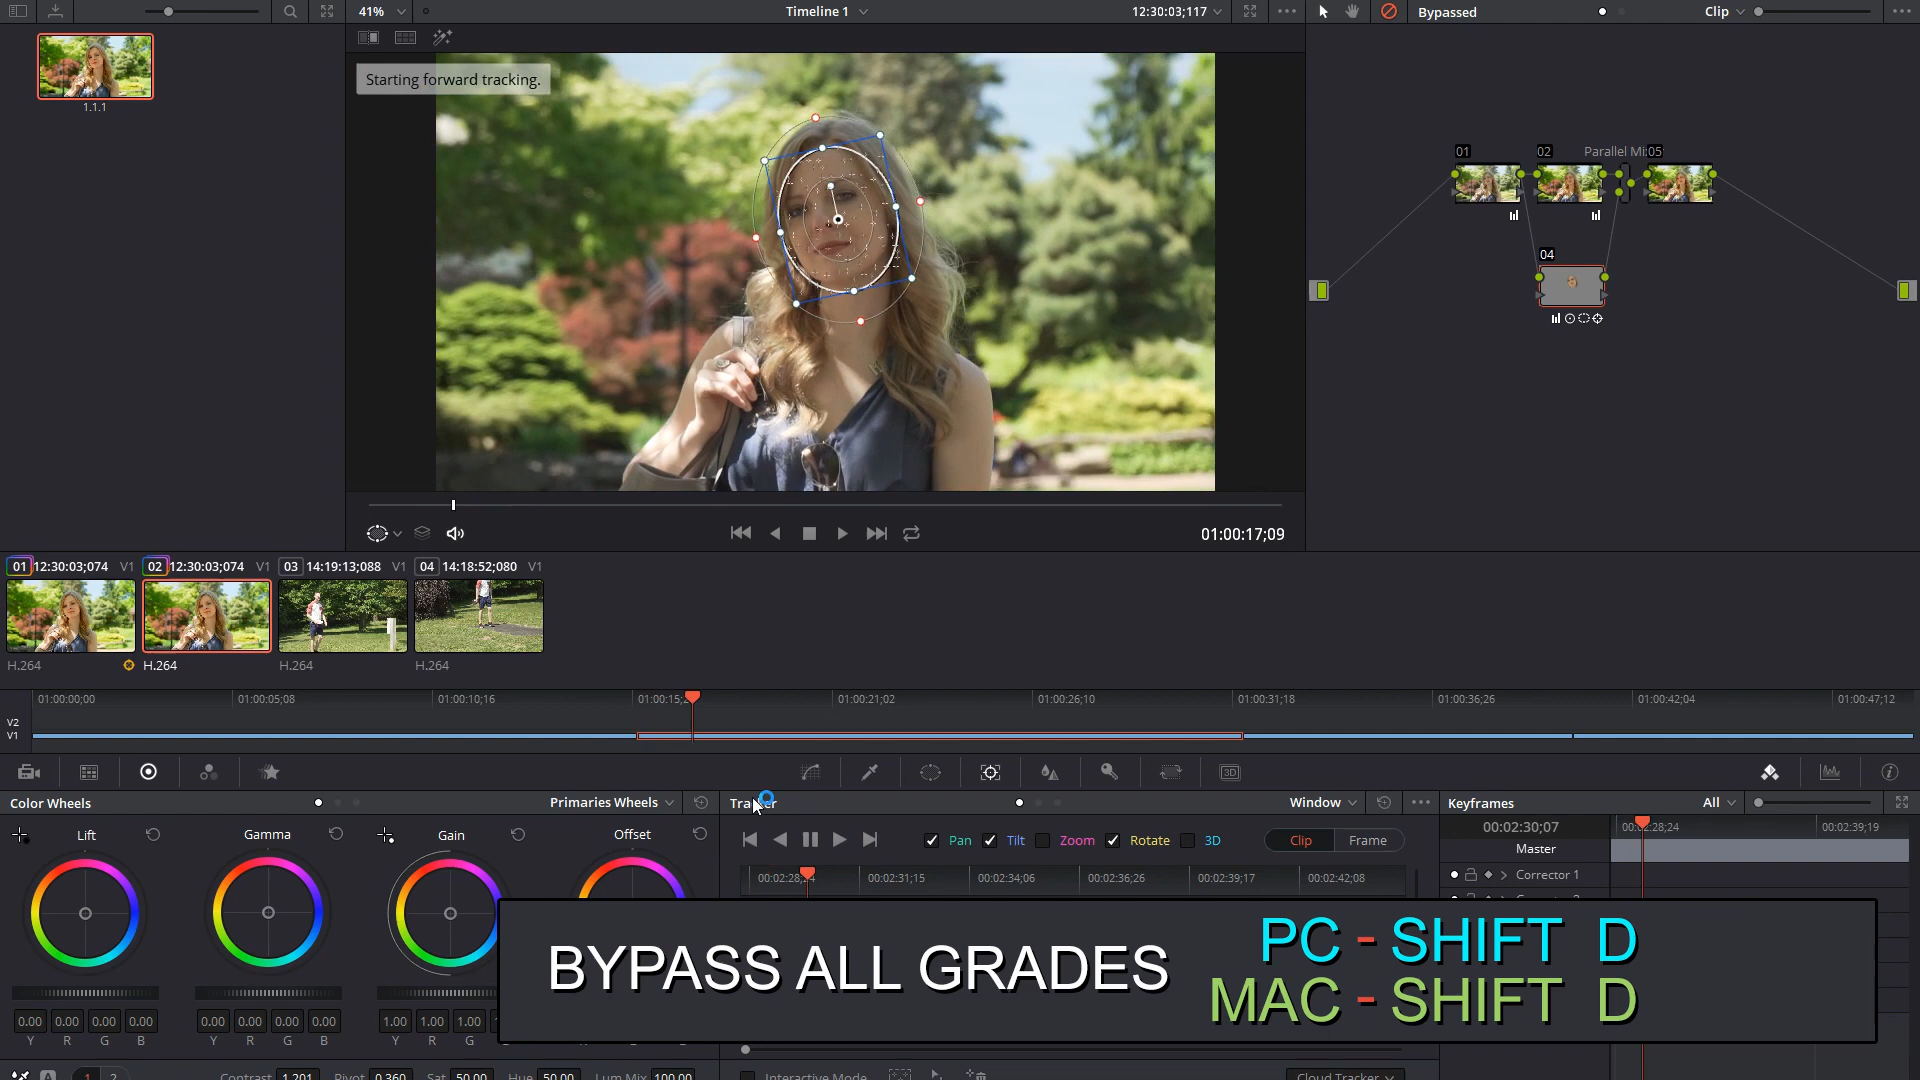 41%
Timeline 1
12:30:03;117
Bypassed
Clip
1.1.1
Starting forward tracking.
01
02
Parallel Mi
05
04
01:00:17;09
01 12:30:03;074 V1
02 12:30:03;074 V1
03 14:19:13;088 V1
04 14:18:52;080 V1
H.264
H.264
H.264
H.264
01:00:00;00
01:00:05;08
01:00:10;16
01:00:15;2
01:00:21;02
01:00:26;10
01:00:31;18
01:00:36;26
01:00:42;04
01:00:47;12
V2
V1
3D
Color Wheels
Primaries Wheels
Window
Keyframes
All
Lift
Gamma
Gain
Offset
Pan
Tilt
Zoom
Rotate
3D
Clip
Frame
00:02:30;07
00:02:28;24
00:02:39;19
Master
Corrector 1
00:02:31;15
00:02:34;06
00:02:36;26
00:02:39;17
00:02:42;08
BYPASS ALL GRADES
PC - SHIFT D
MAC - SHIFT D
0.00 0.00 0.00 0.00
0.00 0.00 0.00 0.00
1.00 1.00 1.00
Y R G B
Y R G B
Y R G
A
1
2
Contrast 1.201
Pivot 0.360
Sat 50.00
Hue 50.00
Lum Mix 100.00
Interactive Mode
Cloud Tracker